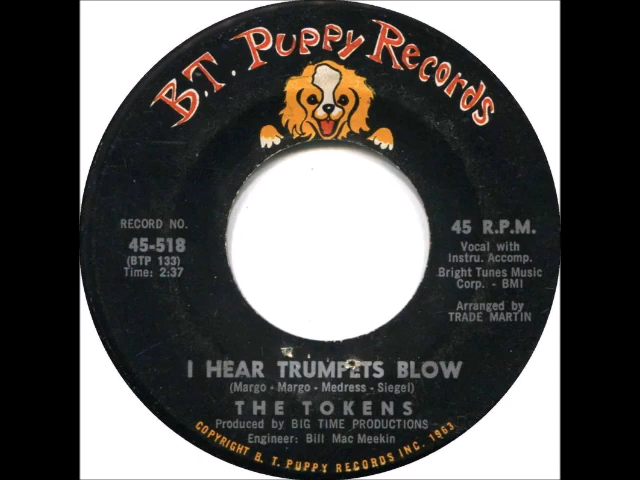 B.T. PUPPY RECORDS
RECORD NO.
45-518
(BTP 133)
Time: 2:37
45 R.P.M.
Vocal with
Instru. Accomp.
Bright Tunes Music
Corp. - BMI
Arranged by
TRADE MARTIN
I HEAR TRUMPETS BLOW
(Margo - Margo - Medress - Siegel)
THE TOKENS
Produced by BIG TIME PRODUCTIONS
Engineer: Bill Mac Meekin
COPYRIGHT B. T. PUPPY RECORDS INC. 1963